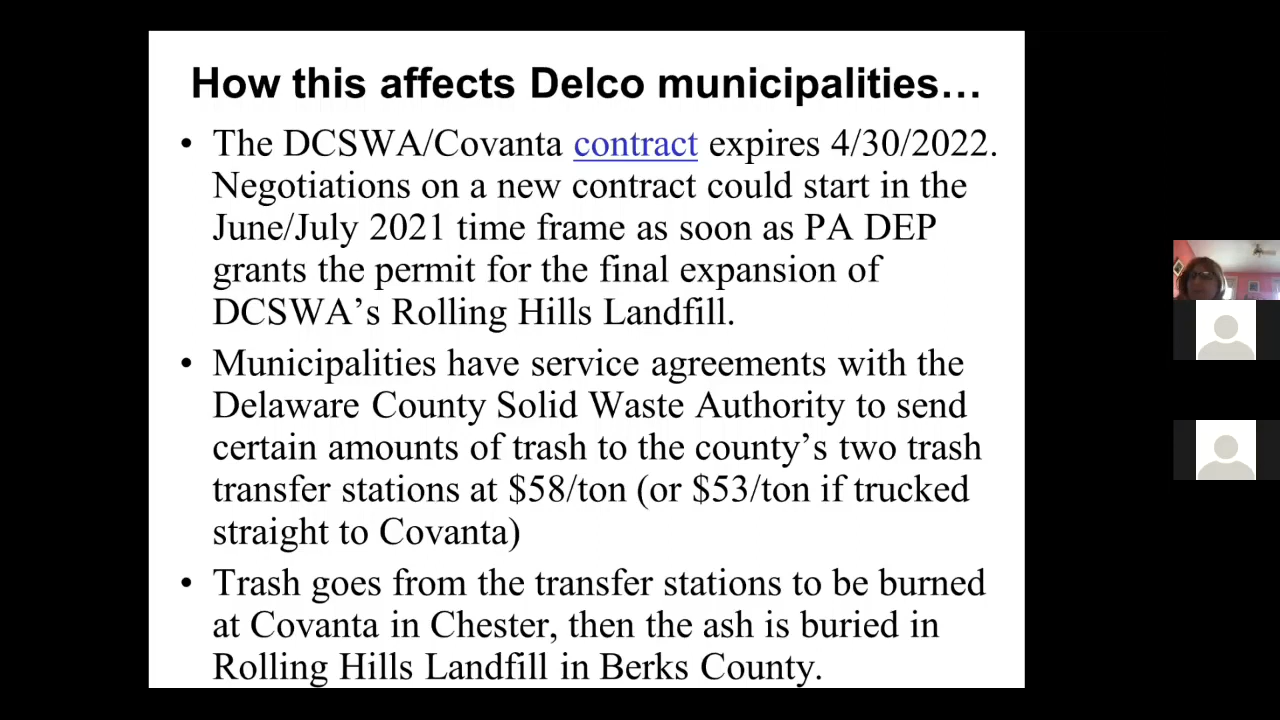 How this affects Delco municipalities…
• The DCSWA/Covanta contract expires 4/30/2022.
Negotiations on a new contract could start in the
June/July 2021 time frame as soon as PA DEP
grants the permit for the final expansion of
DCSWA’s Rolling Hills Landfill.
• Municipalities have service agreements with the
Delaware County Solid Waste Authority to send
certain amounts of trash to the county’s two trash
transfer stations at $58/ton (or $53/ton if trucked
straight to Covanta)
• Trash goes from the transfer stations to be burned
at Covanta in Chester, then the ash is buried in
Rolling Hills Landfill in Berks County.